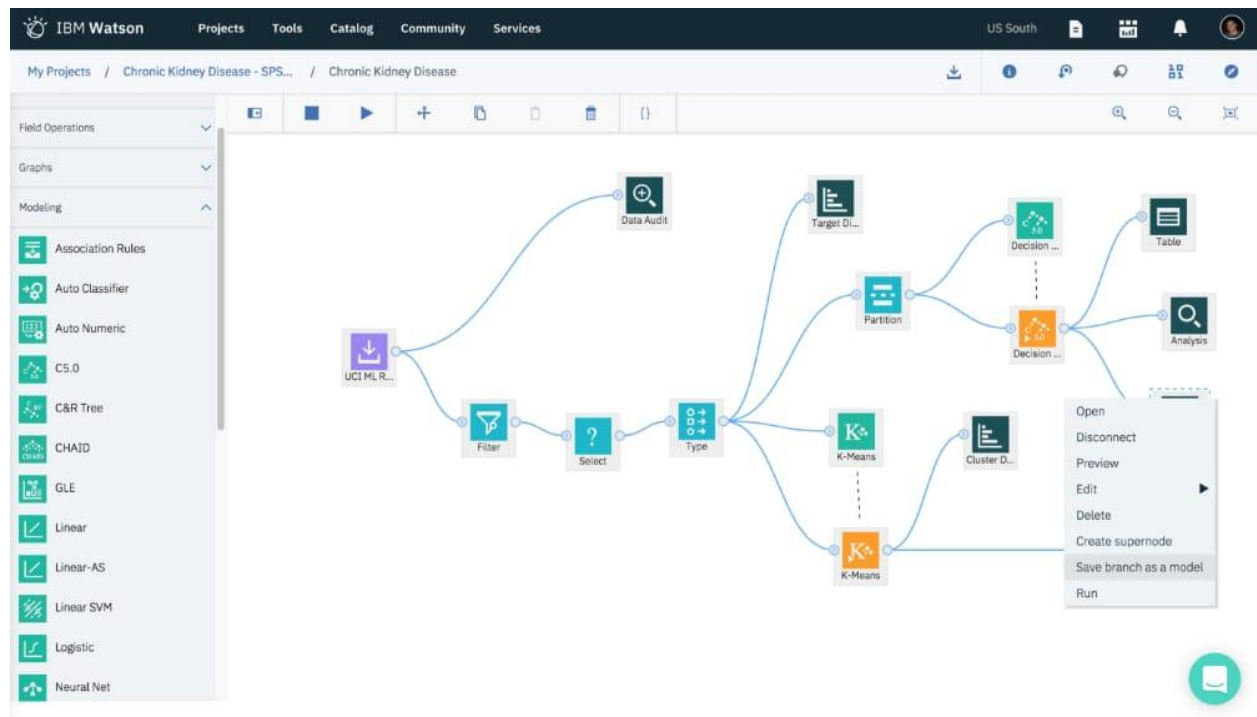 IBM Watson Projects Tools Catalog Community Services US South
My Projects / Chronic Kidney Disease - SPS... / Chronic Kidney Disease
Field Operations
Graphs
Modeling
Association Rules
Auto Classifier
Auto Numeric
C5.0
C&R Tree
CHAID
GLE
Linear
Linear-AS
Linear SVM
Logistic
Neural Net
Data Audit
Target Di...
Decision ...
Table
Partition
Decision ...
Analysis
UCI ML R...
Filter
Select
Type
K-Means
Cluster D...
K-Means
Open
Disconnect
Preview
Edit
Delete
Create supernode
Save branch as a model
Run